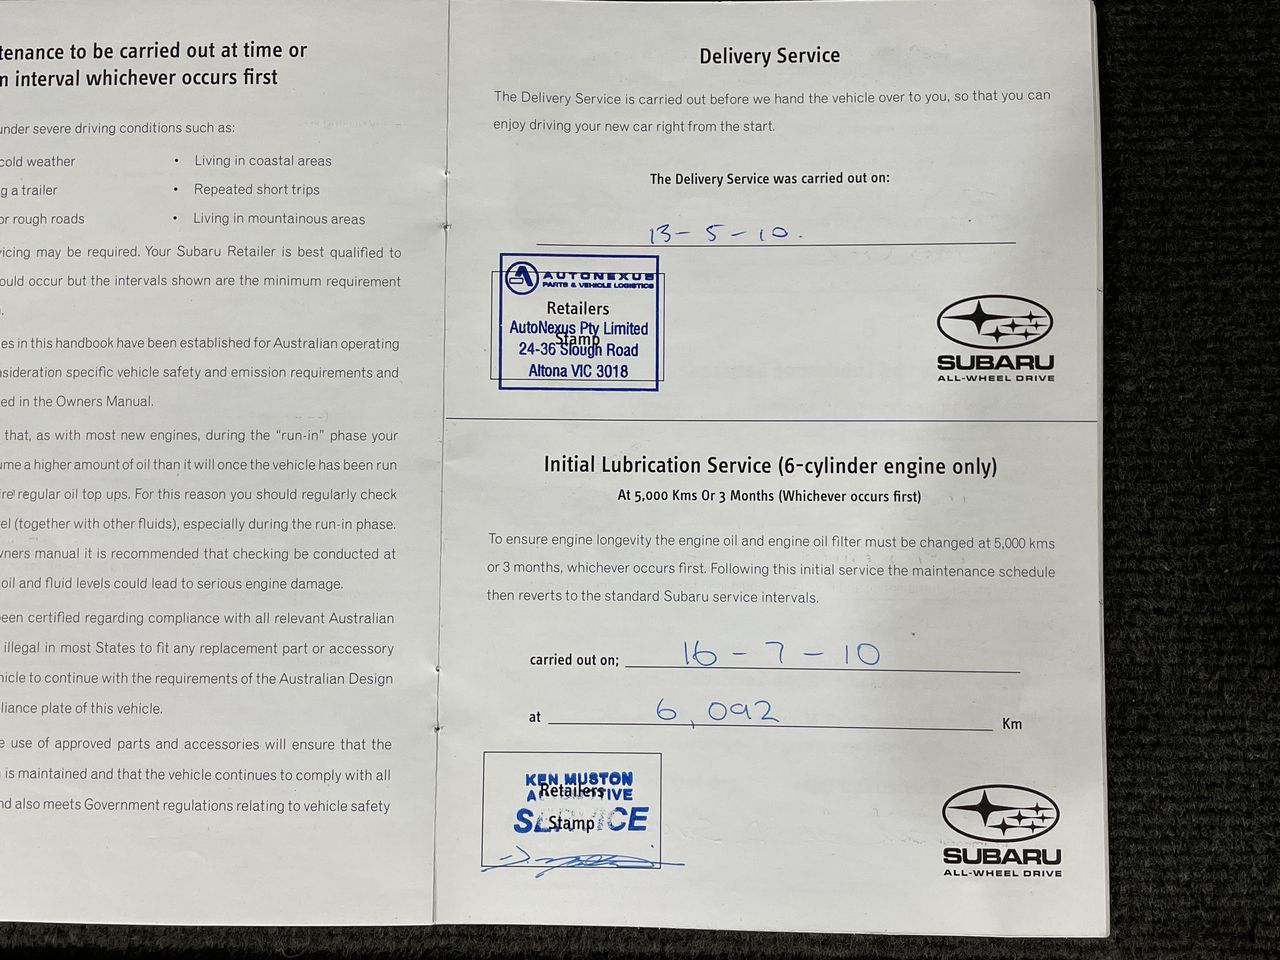 tenance to be carried out at time or
n interval whichever occurs first
under severe driving conditions such as:
cold weather
• Living in coastal areas
g a trailer
• Repeated short trips
or rough roads
• Living in mountainous areas
icing may be required. Your Subaru Retailer is best qualified to
ould occur but the intervals shown are the minimum requirement
es in this handbook have been established for Australian operating
sideration specific vehicle safety and emission requirements and
ed in the Owners Manual.
that, as with most new engines, during the “run-in” phase your
ume a higher amount of oil than it will once the vehicle has been run
ire regular oil top ups. For this reason you should regularly check
el (together with other fluids), especially during the run-in phase.
wners manual it is recommended that checking be conducted at
oil and fluid levels could lead to serious engine damage.
een certified regarding compliance with all relevant Australian
illegal in most States to fit any replacement part or accessory
hicle to continue with the requirements of the Australian Design
liance plate of this vehicle.
e use of approved parts and accessories will ensure that the
is maintained and that the vehicle continues to comply with all
nd also meets Government regulations relating to vehicle safety
Delivery Service
The Delivery Service is carried out before we hand the vehicle over to you, so that you can
enjoy driving your new car right from the start.
The Delivery Service was carried out on:
13-5-10.
AUTONEXUS
PARTS & VEHICLE LOGISTICS
Retailers
AutoNexus Pty Limited
Stamp
24-36 Slough Road
Altona VIC 3018
SUBARU
ALL-WHEEL DRIVE
Initial Lubrication Service (6-cylinder engine only)
At 5,000 Kms Or 3 Months (Whichever occurs first)
To ensure engine longevity the engine oil and engine oil filter must be changed at 5,000 kms
or 3 months, whichever occurs first. Following this initial service the maintenance schedule
then reverts to the standard Subaru service intervals.
carried out on; 16-7-10
at 6,092 Km
KEN MUSTON
Retailers
SERVICE
Stamp
SUBARU
ALL-WHEEL DRIVE